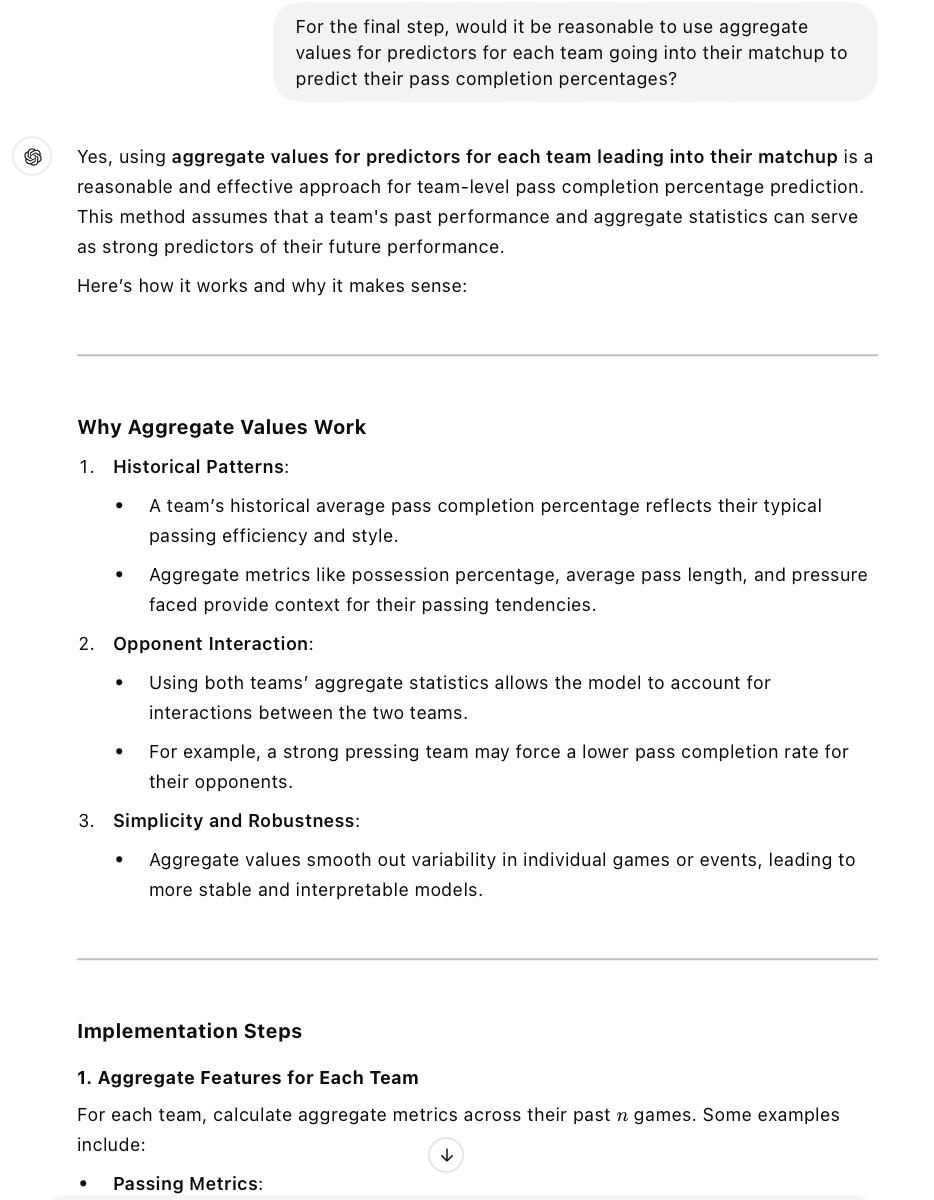 For the final step, would it be reasonable to use aggregate
values for predictors for each team going into their matchup to
predict their pass completion percentages?
Yes, using aggregate values for predictors for each team leading into their matchup is a
reasonable and effective approach for team-level pass completion percentage prediction.
This method assumes that a team's past performance and aggregate statistics can serve
as strong predictors of their future performance.
Here’s how it works and why it makes sense:
Why Aggregate Values Work
1. Historical Patterns:
• A team’s historical average pass completion percentage reflects their typical
passing efficiency and style.
• Aggregate metrics like possession percentage, average pass length, and pressure
faced provide context for their passing tendencies.
2. Opponent Interaction:
• Using both teams’ aggregate statistics allows the model to account for
interactions between the two teams.
• For example, a strong pressing team may force a lower pass completion rate for
their opponents.
3. Simplicity and Robustness:
• Aggregate values smooth out variability in individual games or events, leading to
more stable and interpretable models.
Implementation Steps
1. Aggregate Features for Each Team
For each team, calculate aggregate metrics across their past n games. Some examples
include:
• Passing Metrics: